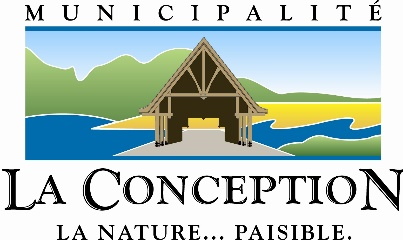 MUNICIPALITÉ
LA CONCEPTION
LA NATURE... PAISIBLE.